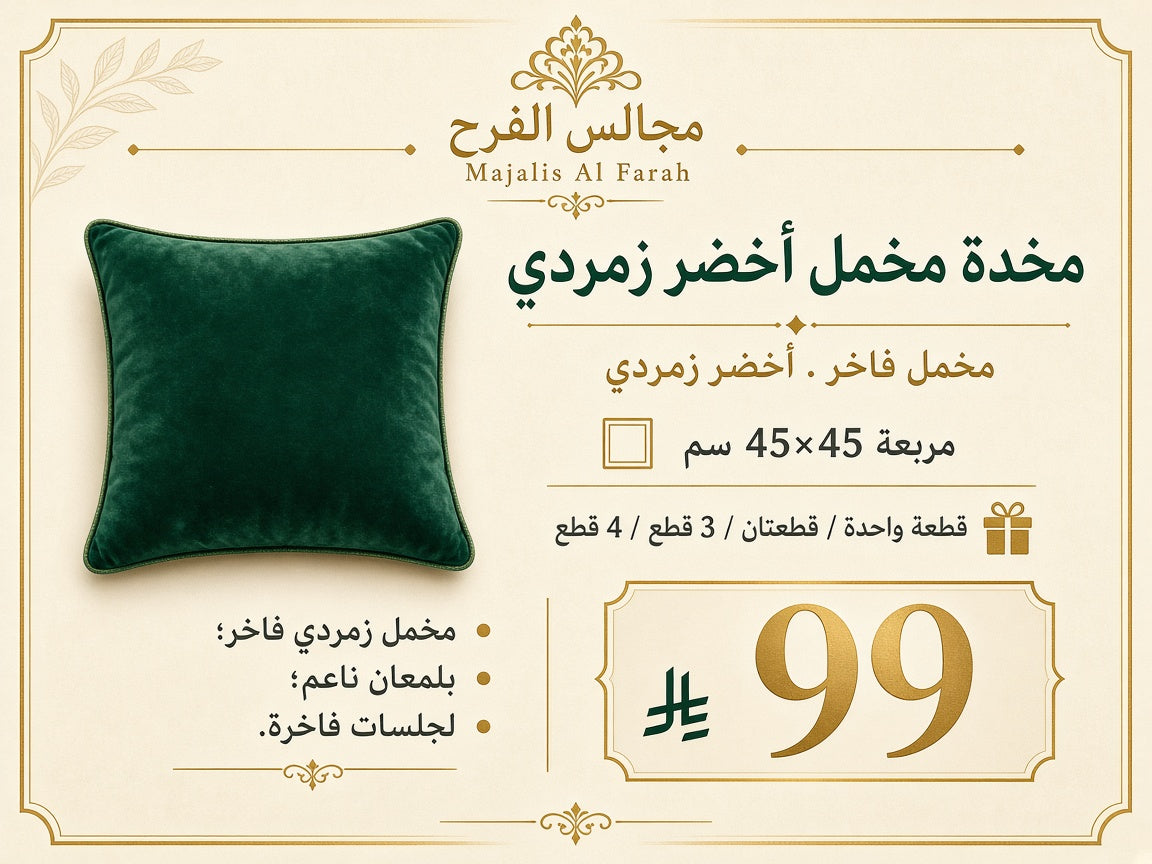 مجالس الفرح
Majalis Al Farah
مخدة مخمل أخضر زمردي
مخمل فاخر . أخضر زمردي
مربعة 45×45 سم
قطعة واحدة / قطعتان / 3 قطع / 4 قطع
99 ⃁
• مخمل زمردي فاخر؛
• بلمعان ناعم؛
• لجلسات فاخرة.